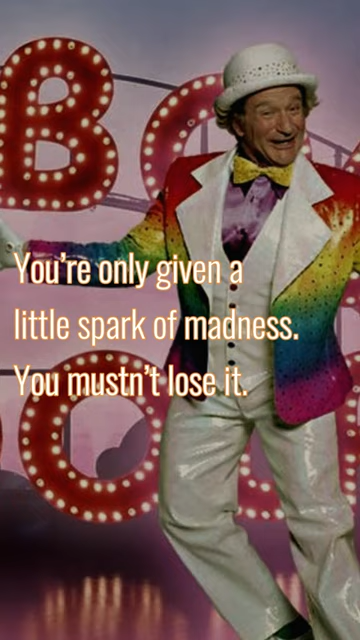 B
You're only given a
little spark of madness.
You mustn't lose it.
O